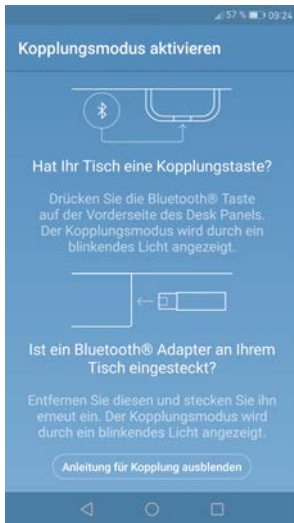 57 % 09:24
Kopplungsmodus aktivieren
Hat Ihr Tisch eine Kopplungstaste?
Drücken Sie die Bluetooth® Taste
auf der Vorderseite des Desk Panels.
Der Kopplungsmodus wird durch ein
blinkendes Licht angezeigt.
Ist ein Bluetooth® Adapter an Ihrem
Tisch eingesteckt?
Entfernen Sie diesen und stecken Sie ihn
erneut ein. Der Kopplungsmodus wird
durch ein blinkendes Licht angezeigt.
Anleitung für Kopplung ausblenden